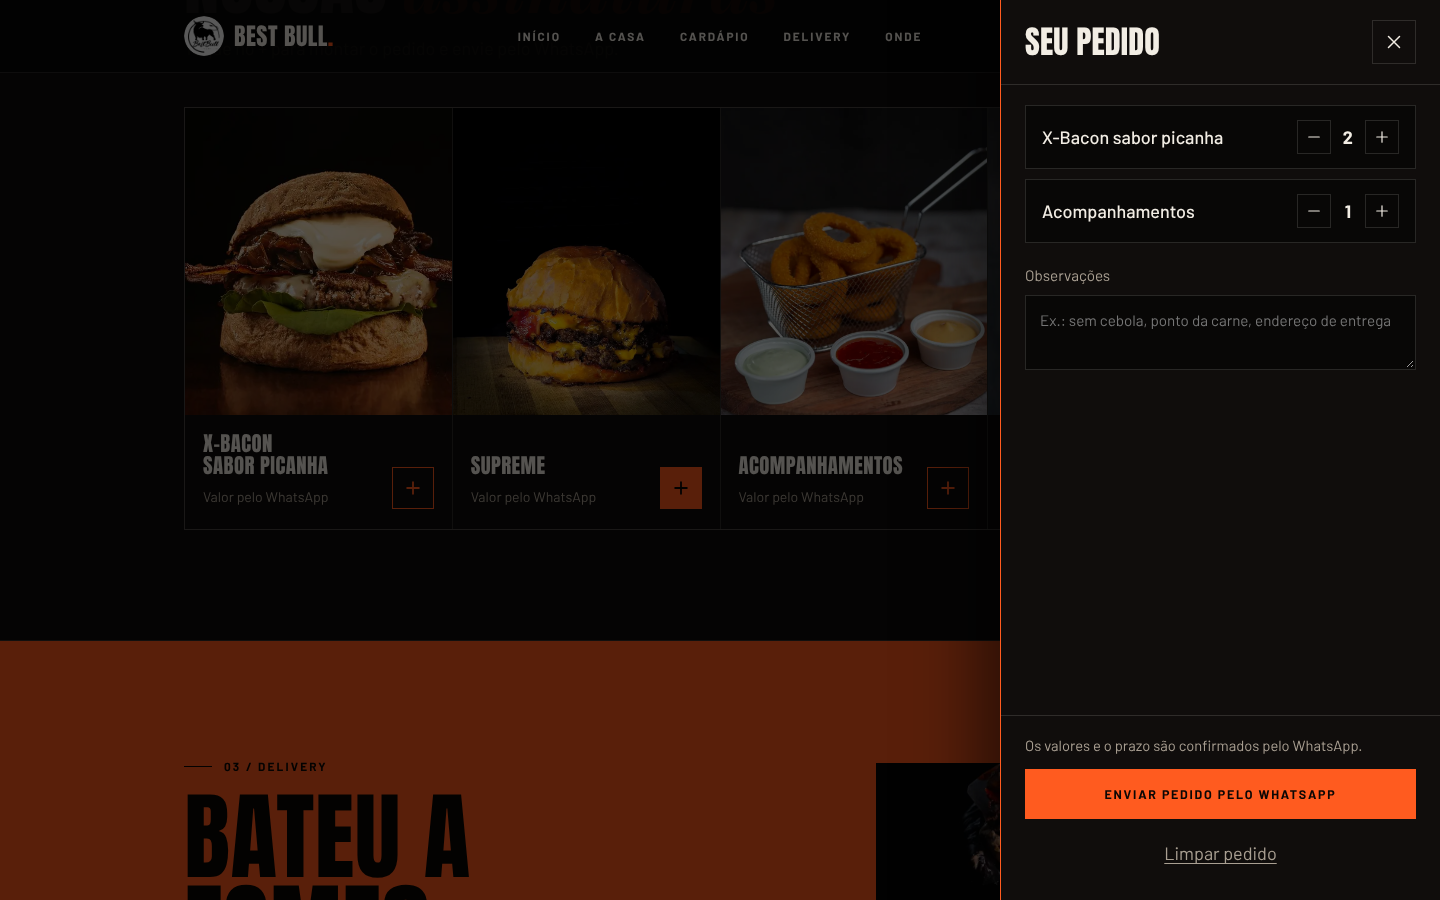 BEST BULL.
INÍCIO
A CASA
CARDÁPIO
DELIVERY
ONDE
X-BACON
SABOR PICANHA
Valor pelo WhatsApp
SUPREME
Valor pelo WhatsApp
ACOMPANHAMENTOS
Valor pelo WhatsApp
03 / DELIVERY
BATEU A
SEU PEDIDO
X-Bacon sabor picanha
2
Acompanhamentos
1
Observações
Ex.: sem cebola, ponto da carne, endereço de entrega
Os valores e o prazo são confirmados pelo WhatsApp.
ENVIAR PEDIDO PELO WHATSAPP
Limpar pedido